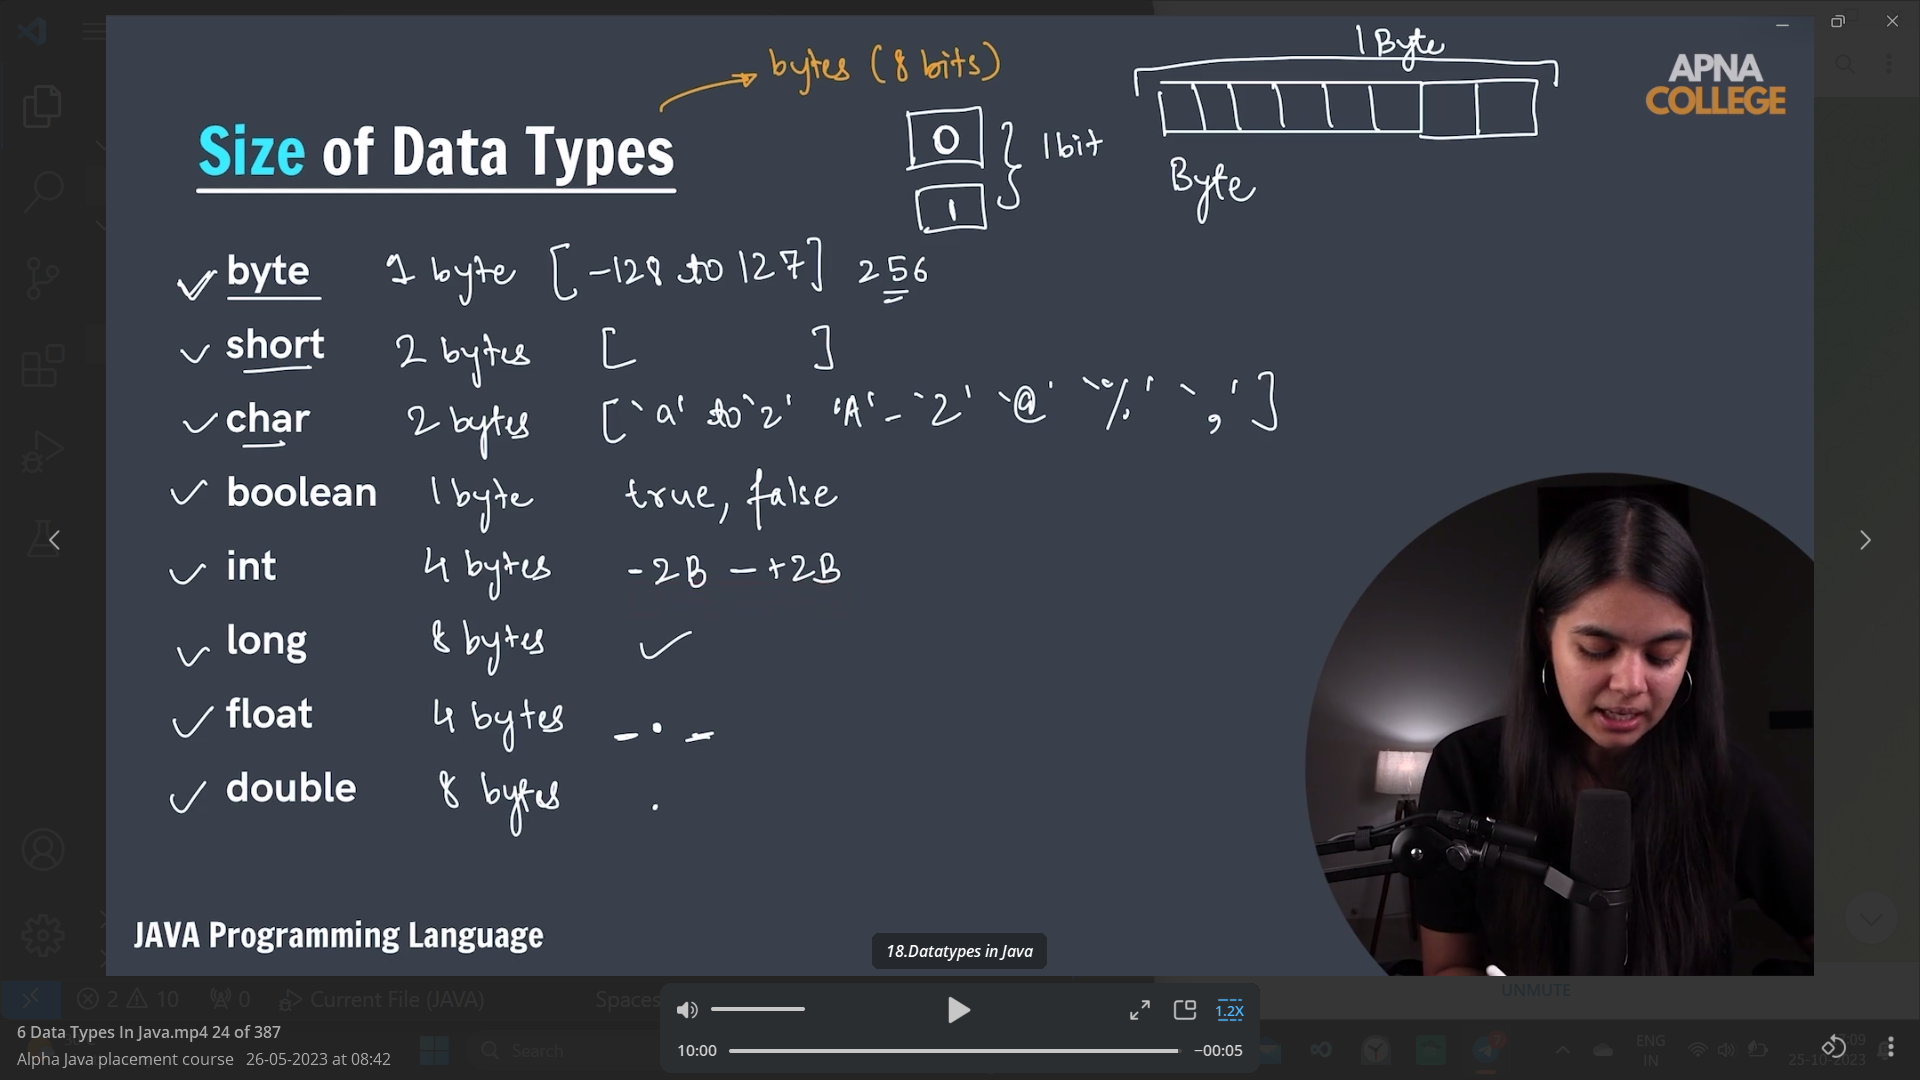 bytes (8 bits)
1 Byte
APNA
COLLEGE
Size of Data Types
0
1
1 bit
Byte
byte 1 byte [-128 to 127] 256
short 2 bytes [ ]
char 2 bytes ['a' to 'z' 'A' - 'Z' '@' '%' ',']
boolean 1 byte true, false
int 4 bytes -2B — +2B
long 8 bytes
float 4 bytes _._
double 8 bytes .
JAVA Programming Language
18.Datatypes in Java
2 10 0 Current File (JAVA) Spaces
UNMUTE
1.2X
6 Data Types In Java.mp4 24 of 387
10:00 −00:05
Alpha Java placement course 26-05-2023 at 08:42
Search
ENG
IN
25-10-2023